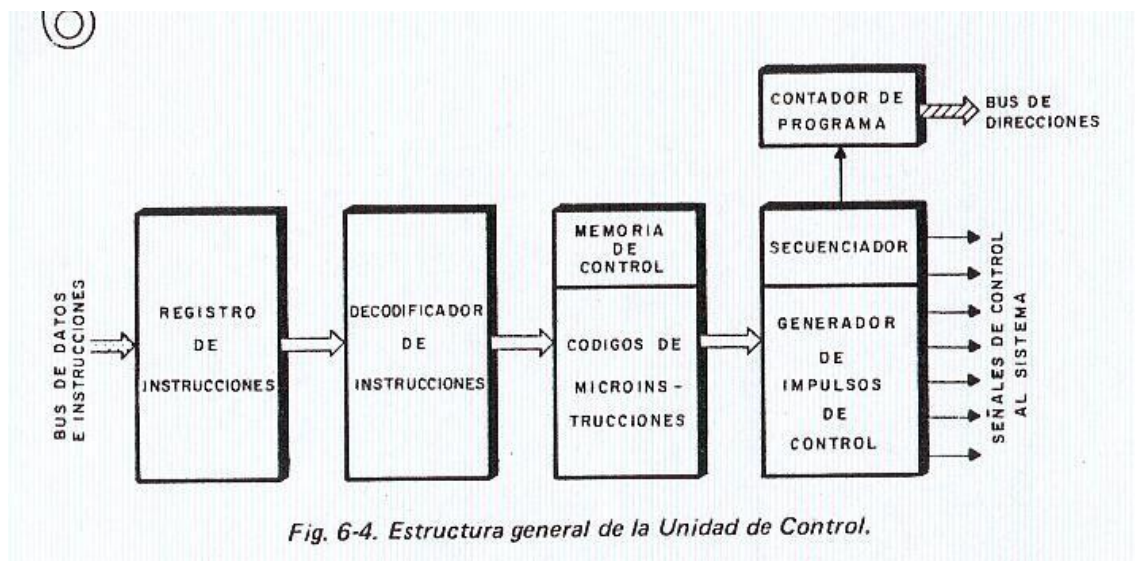 6
CONTADOR DE
PROGRAMA
BUS DE
DIRECCIONES
BUS DE DATOS
E INSTRUCCIONES
REGISTRO
DE
INSTRUCCIONES
DECODIFICADOR
DE
INSTRUCCIONES
MEMORIA
DE
CONTROL
CODIGOS DE
MICROINS -
TRUCCIONES
SECUENCIADOR
GENERADOR
DE
IMPULSOS
DE
CONTROL
SEÑALES DE CONTROL
AL SISTEMA
Fig. 6-4. Estructura general de la Unidad de Control.